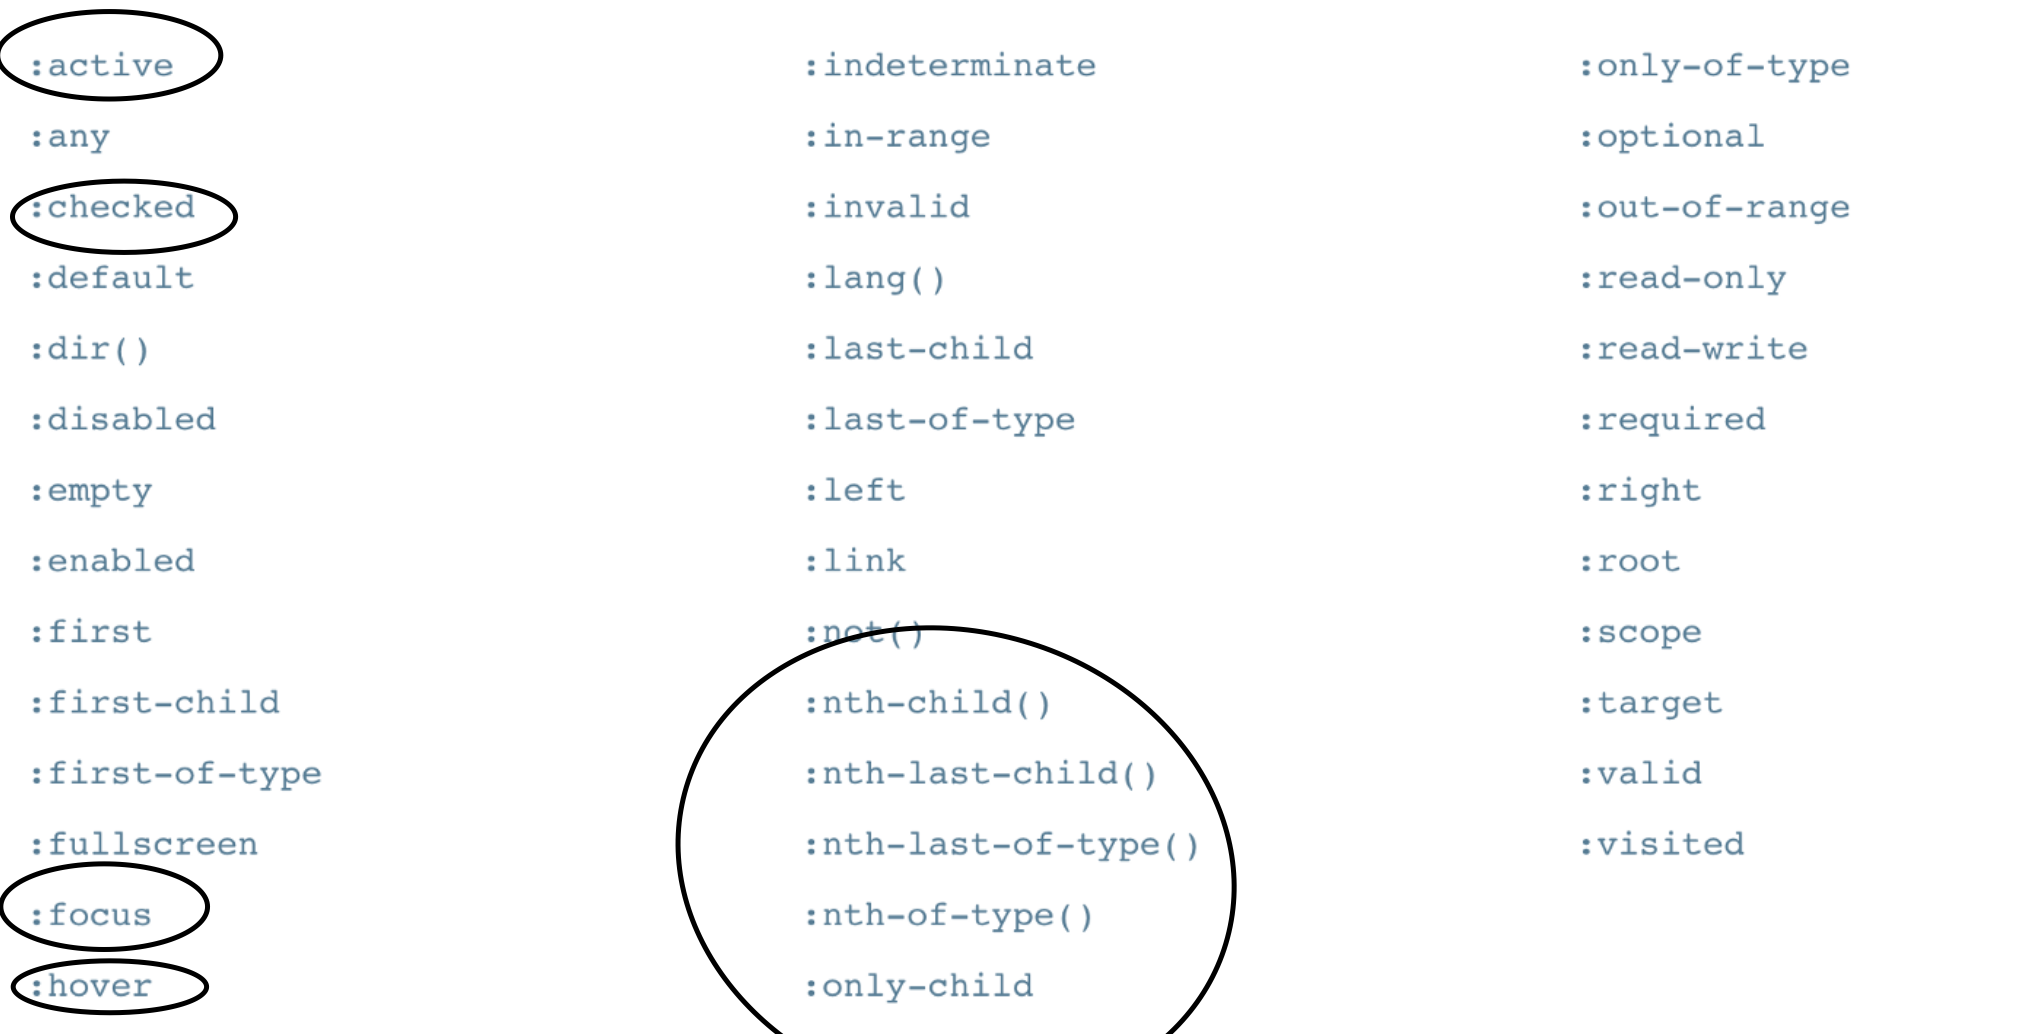 :active
:any
:checked
:default
:dir()
:disabled
:empty
:enabled
:first
:first-child
:first-of-type
:fullscreen
:focus
:hover
:indeterminate
:in-range
:invalid
:lang()
:last-child
:last-of-type
:left
:link
:not()
:nth-child()
:nth-last-child()
:nth-last-of-type()
:nth-of-type()
:only-child
:only-of-type
:optional
:out-of-range
:read-only
:read-write
:required
:right
:root
:scope
:target
:valid
:visited